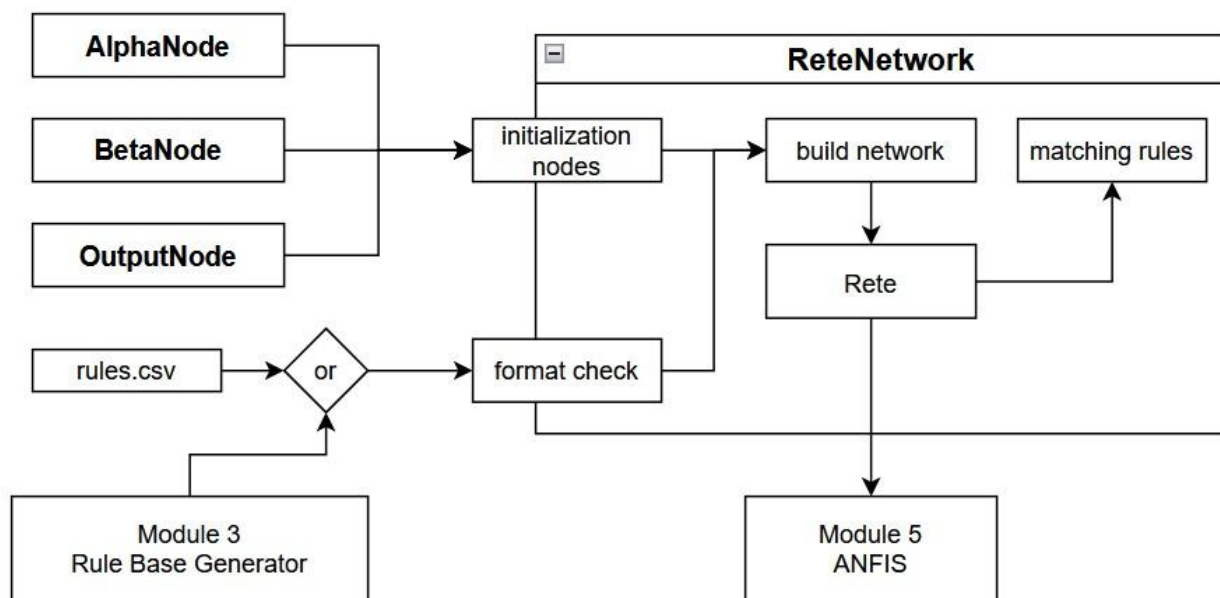 AlphaNode
ReteNetwork
BetaNode
initialization
nodes
build network
matching rules
OutputNode
Rete
rules.csv
or
format check
Module 3
Rule Base Generator
Module 5
ANFIS